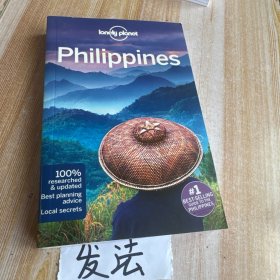 lonely planet
Philippines
100%
researched
& updated
Best planning
advice
Local secrets
#1
BEST-SELLING
GUIDE TO THE
PHILIPPINES
发法